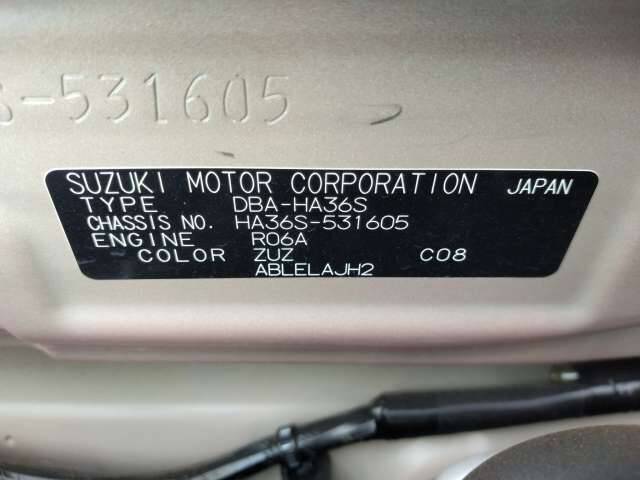 S-531605
SUZUKI MOTOR CORPORATION JAPAN
TYPE DBA-HA36S
CHASSIS NO. HA36S-531605
ENGINE R06A
COLOR ZUZ C08
ABLELAJH2